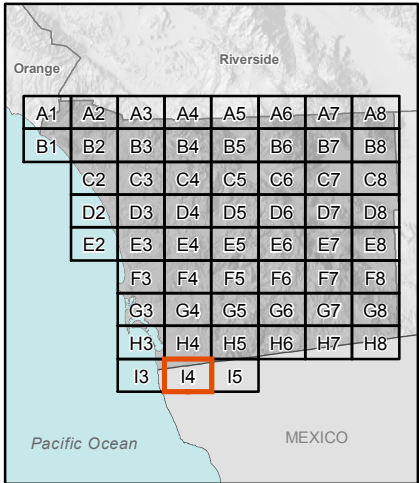 Riverside
Orange
A1 A2 A3 A4 A5 A6 A7 A8
B1 B2 B3 B4 B5 B6 B7 B8
C2 C3 C4 C5 C6 C7 C8
D2 D3 D4 D5 D6 D7 D8
E2 E3 E4 E5 E6 E7 E8
F3 F4 F5 F6 F7 F8
G3 G4 G5 G6 G7 G8
H3 H4 H5 H6 H7 H8
I3 I4 I5
Pacific Ocean
MEXICO